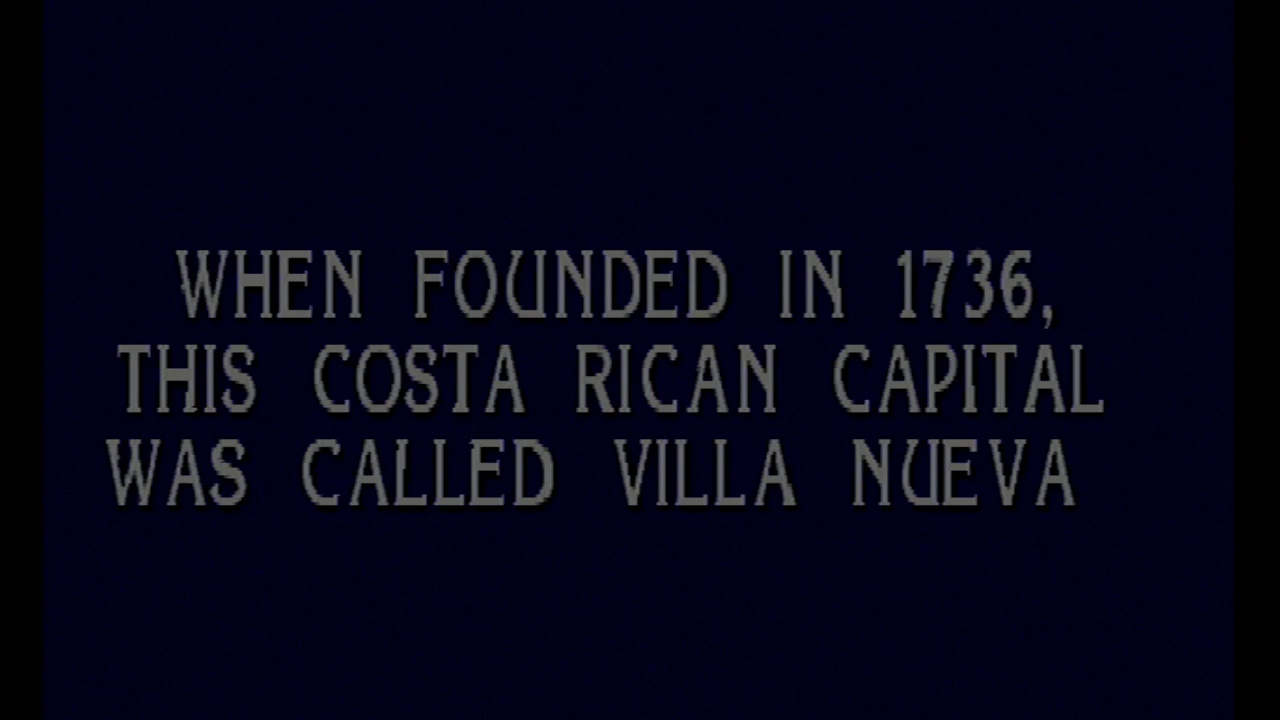 WHEN FOUNDED IN 1736,
THIS COSTA RICAN CAPITAL
WAS CALLED VILLA NUEVA